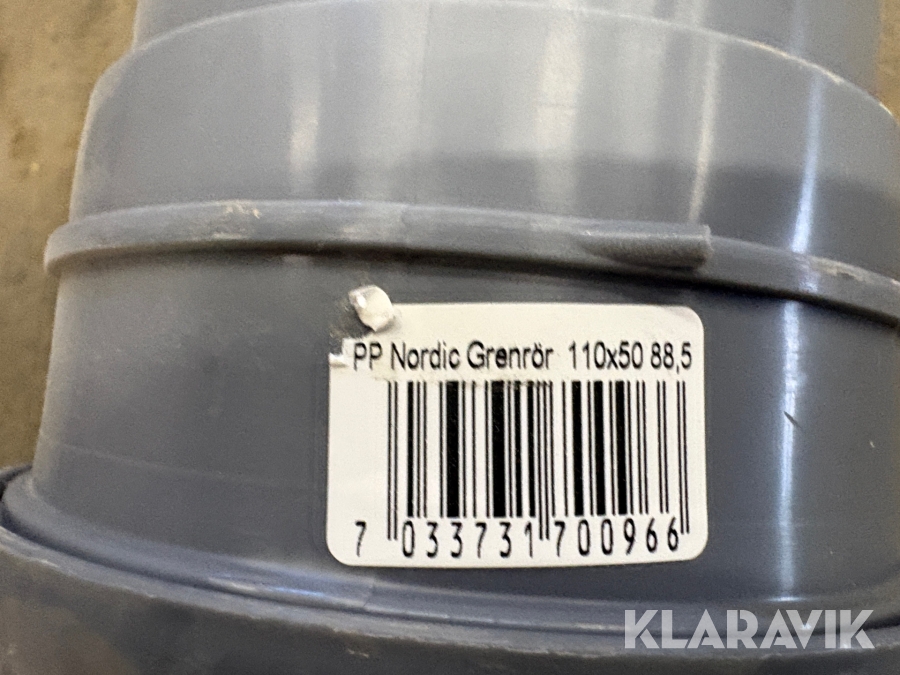 PP Nordic Grenrör 110x50 88,5
7 033731 700966
KLARAVIK